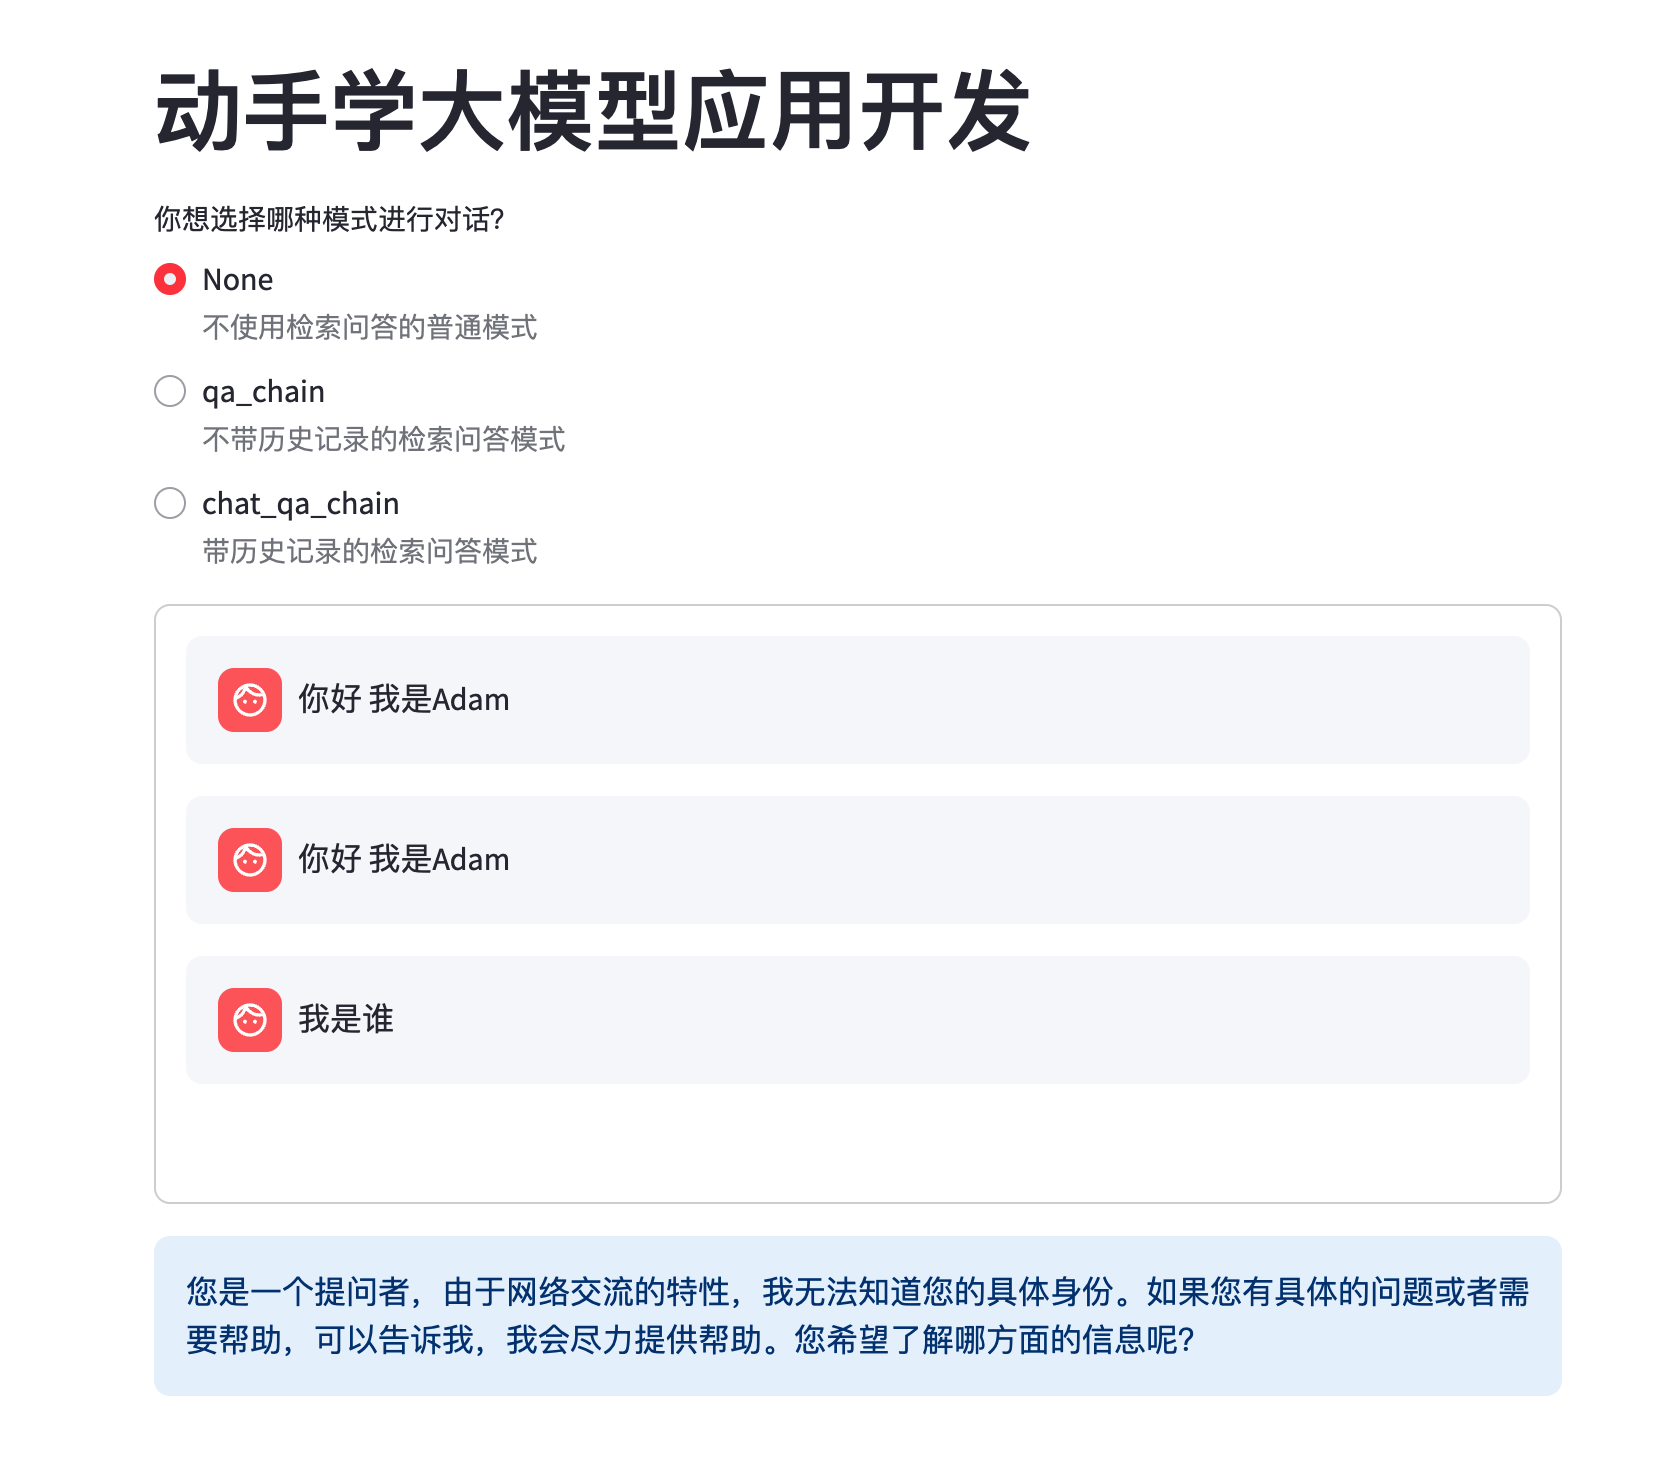 动手学大模型应用开发
你想选择哪种模式进行对话?
None
不使用检索问答的普通模式
qa_chain
不带历史记录的检索问答模式
chat_qa_chain
带历史记录的检索问答模式
你好 我是Adam
你好 我是Adam
我是谁
您是一个提问者，由于网络交流的特性，我无法知道您的具体身份。如果您有具体的问题或者需
要帮助，可以告诉我，我会尽力提供帮助。您希望了解哪方面的信息呢?